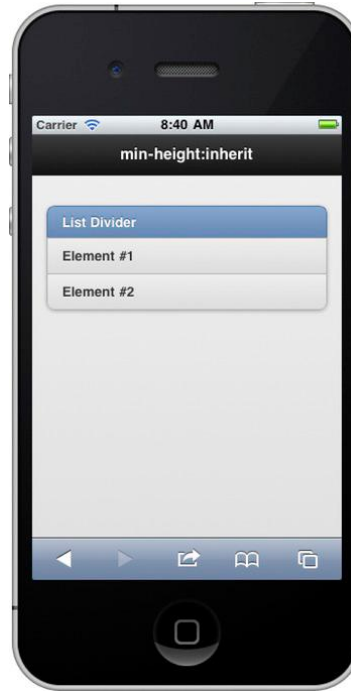 Carrier 8:40 AM
min-height:inherit
List Divider
Element #1
Element #2